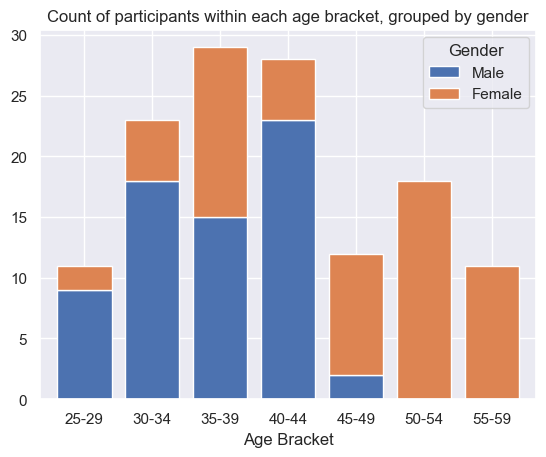 Count of participants within each age bracket, grouped by gender
30
25
20
15
10
5
0
Gender
Male
Female
25-29 30-34 35-39 40-44 45-49 50-54 55-59
Age Bracket